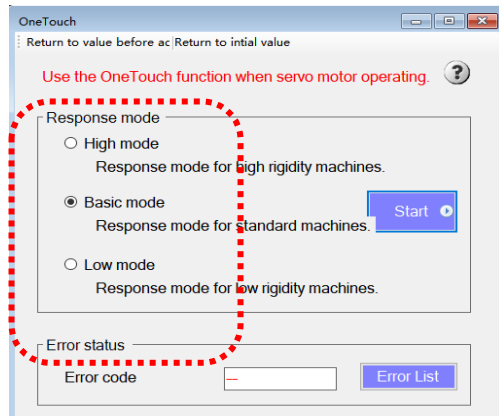 OneTouch
Return to value before ac Return to intial value
Use the OneTouch function when servo motor operating. ?
Response mode
High mode
Response mode for high rigidity machines.
Basic mode
Start
Response mode for standard machines.
Low mode
Response mode for low rigidity machines.
Error status
Error code -- Error List